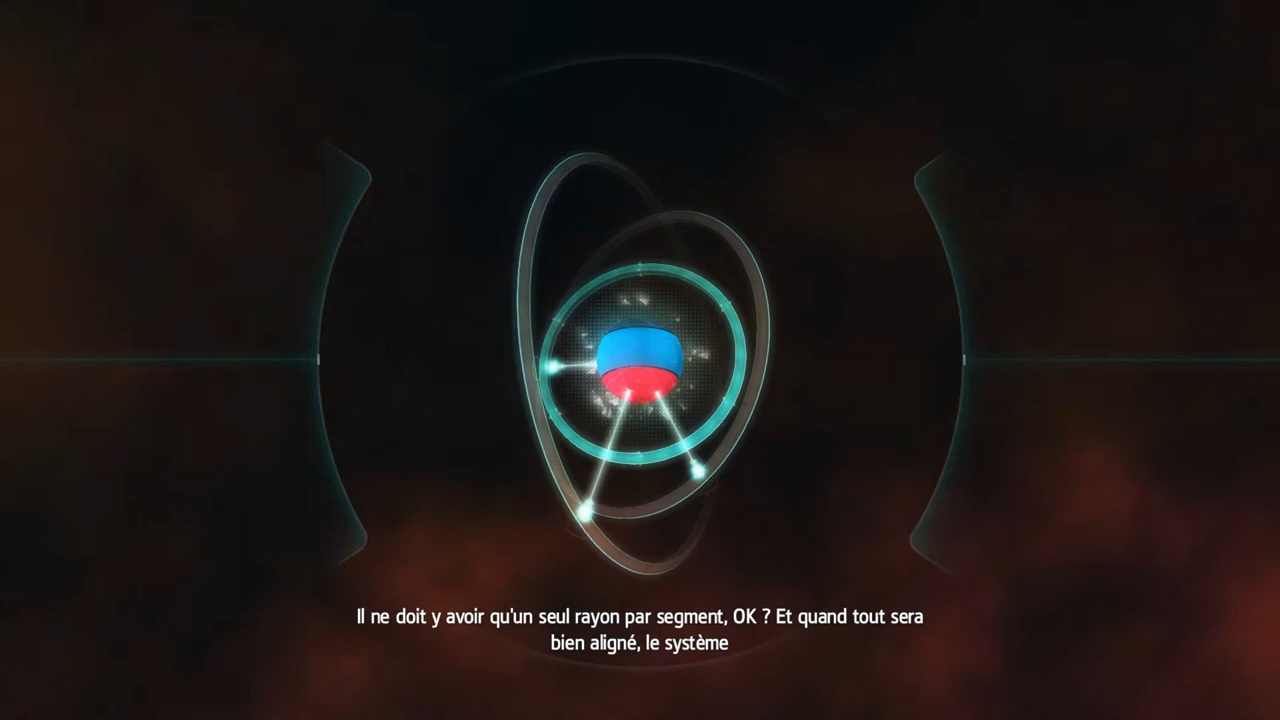 Il ne doit y avoir qu'un seul rayon par segment, OK ? Et quand tout sera
bien aligné, le système